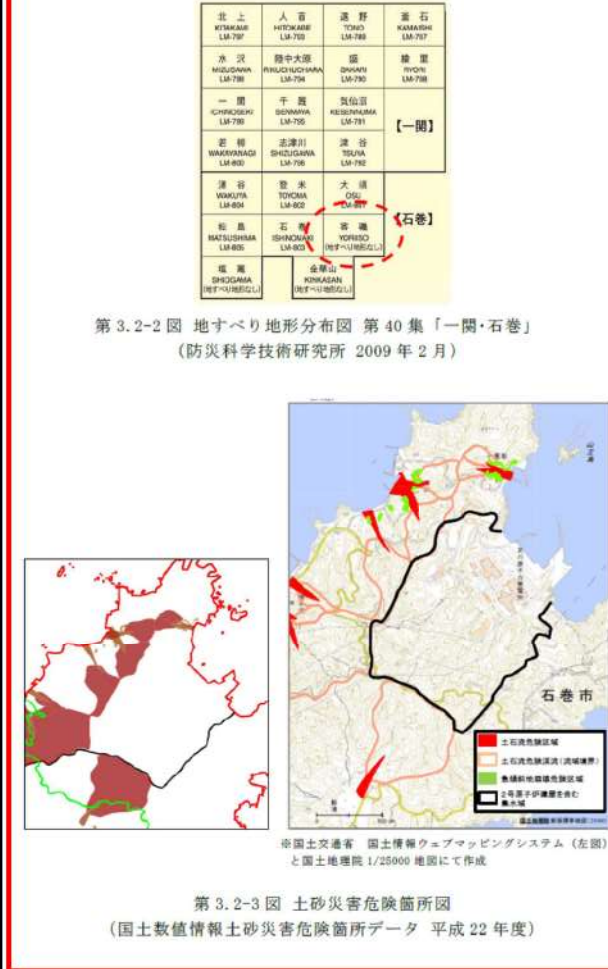 北上 人首 遠野 釜石
KITAKAMI HITOKABE TONO KAMAISHI
LM-797 LM-793 LM-789 LM-787
水沢 陸中大原 盛 綾里
MIZUSAWA RIKUCHUOHARA SAKARI RYORI
LM-798 LM-794 LM-790 LM-788
一関 千厩 気仙沼
ICHINOSEKI SENMAYA KESENNUMA
LM-799 LM-795 LM-791
【一関】
若柳 志津川 津谷
WAKAYANAGI SHIZUGAWA TSUYA
LM-800 LM-796 LM-792
涌谷 登米 大須
WAKUYA TOYOMA OSU
LM-804 LM-802
【石巻】
松島 石巻 寄磯
MATSUSHIMA ISHINOMAKI YORIISO
LM-805 LM-803 (地すべり地形なし)
塩竈 金華山
SHIOGAMA KINKASAN
(地すべり地形なし) (地すべり地形なし)
第 3.2-2 図 地すべり地形分布図 第 40 集「一関・石巻」
(防災科学技術研究所 2009 年 2 月)
石巻市
土石流危険区域
土石流危険渓流(流域境界)
急傾斜地崩壊危険区域
2号原子炉建屋を含む
集水域
※国土交通省 国土情報ウェブマッピングシステム (左図)
と国土地理院 1/25000 地図にて作成
第 3.2-3 図 土砂災害危険箇所図
(国土数値情報土砂災害危険箇所データ 平成 22 年度)